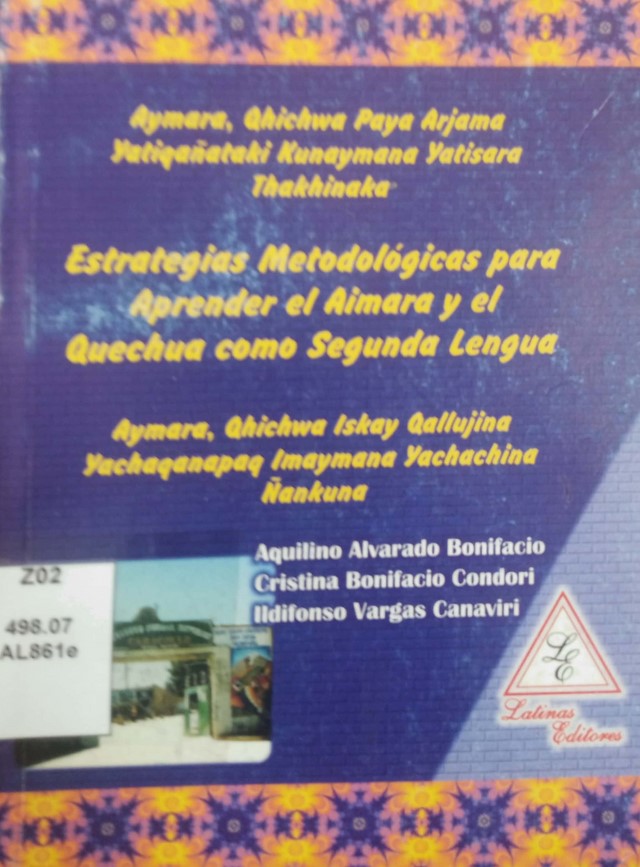 Aymara, Qhichwa Paya Arjama
Yatiqañataki Kunaymana Yatisara
Thakhinaka
Estrategias Metodológicas para
Aprender el Aimara y el
Quechua como Segunda Lengua
Aymara, Qhichwa Iskay Qallujina
Yachaqanapaq Imaymana Yachachina
Ñankuna
Aquilino Alvarado Bonifacio
Cristina Bonifacio Condori
Ildifonso Vargas Canaviri
Z02
498.07
AL861e
LE
Latinas
Editores